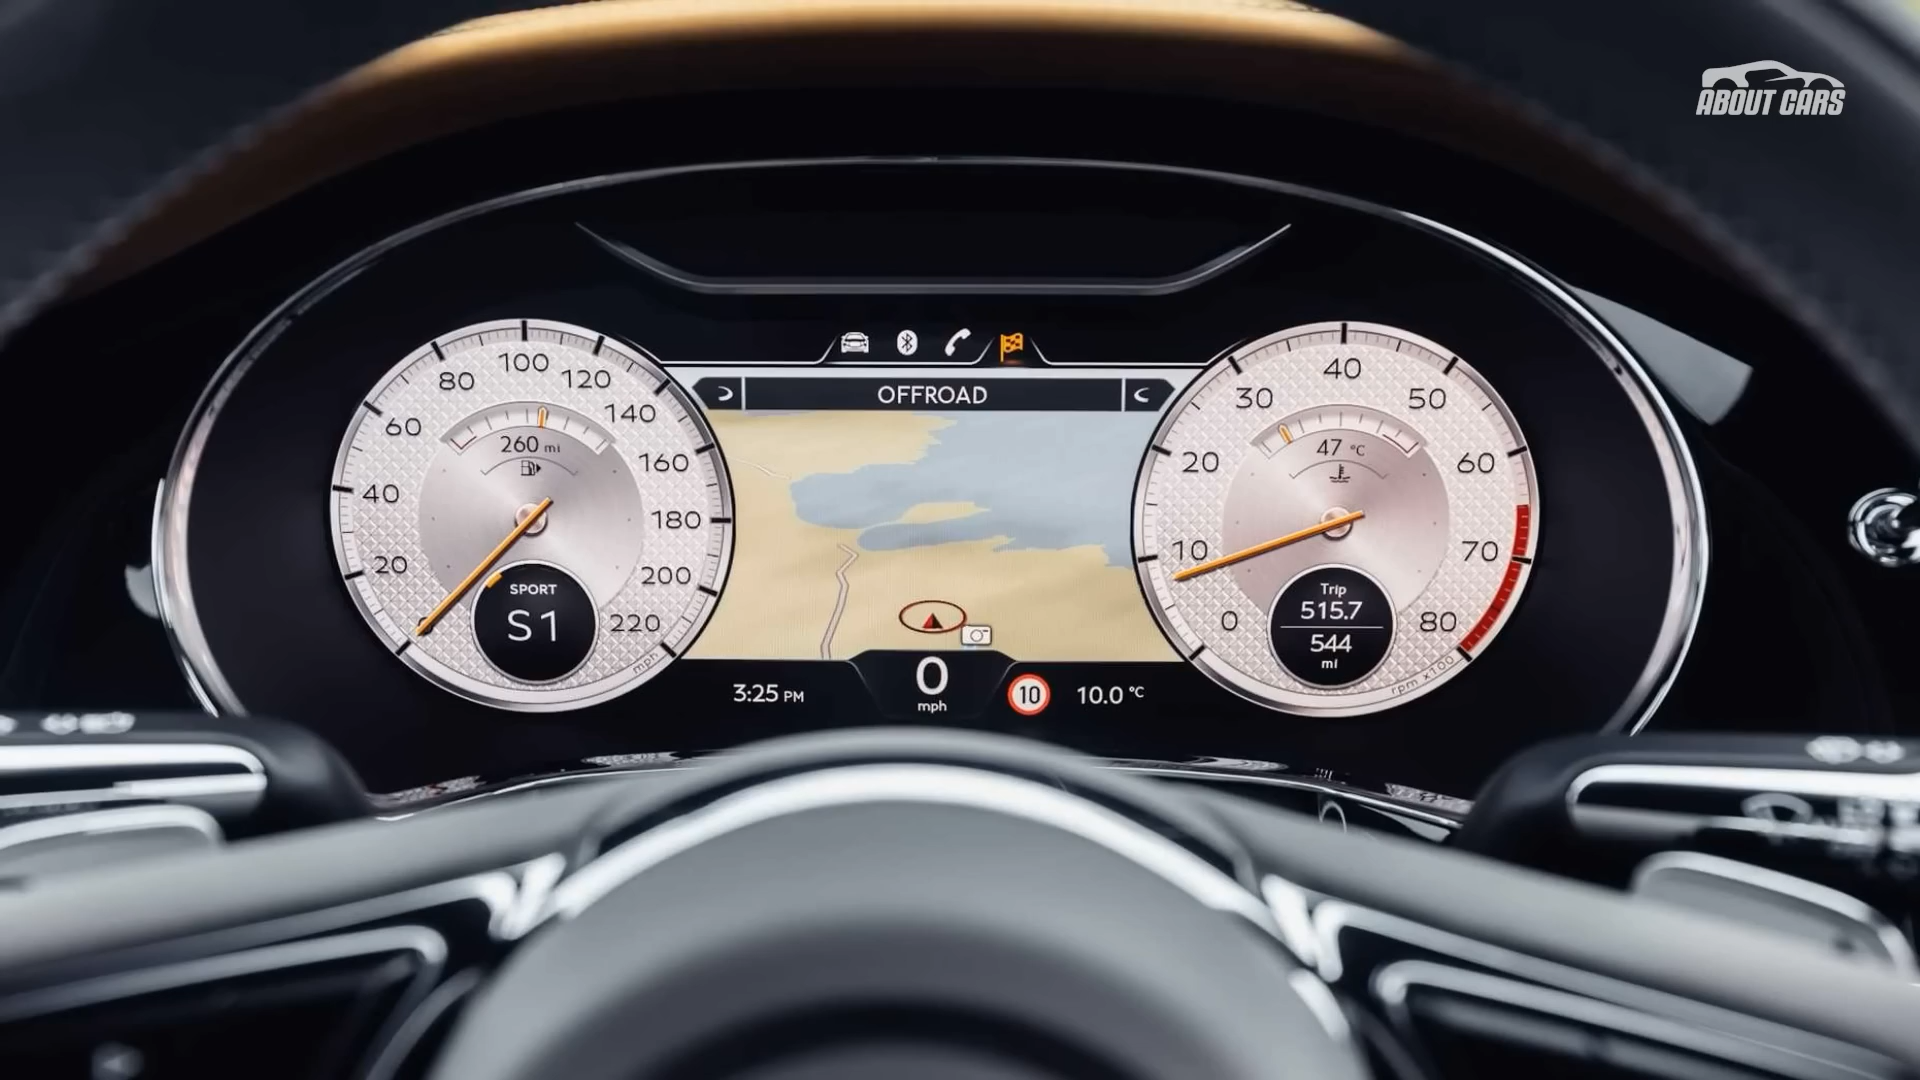 ABOUT CARS
OFFROAD
100
80
120
60
140
260 mi
160
40
180
20
200
SPORT
S1
220
mph
40
30
50
47 °C
20
60
10
70
0
80
Trip
515.7
544
mi
rpm x100
3:25 PM
0
mph
10
10.0 °C